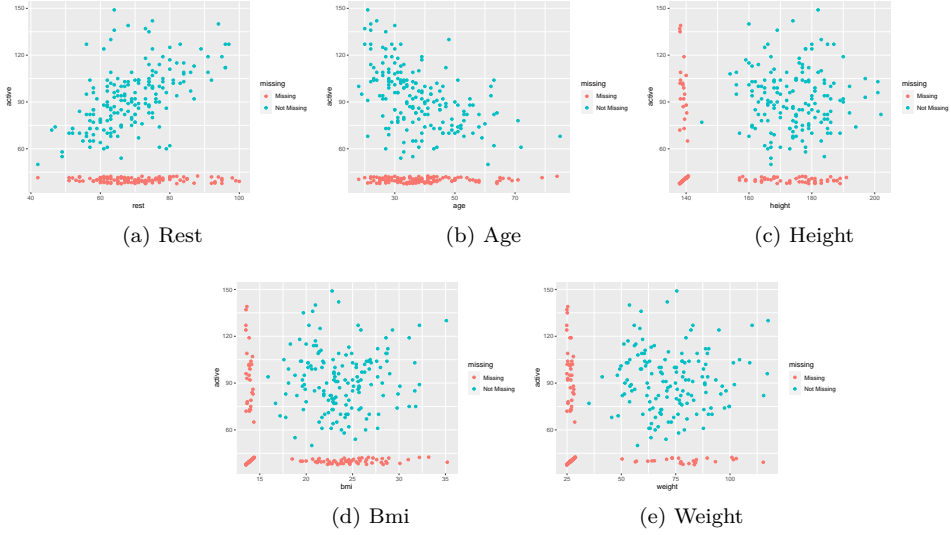 150
120
90
60
active
40
60
80
100
rest
missing
Missing
Not Missing
(a) Rest
150
120
90
60
active
30
50
70
age
missing
Missing
Not Missing
(b) Age
150
120
90
60
active
140
160
180
200
height
missing
Missing
Not Missing
(c) Height
150
120
90
60
active
15
20
25
30
35
bmi
missing
Missing
Not Missing
(d) Bmi
150
120
90
60
active
25
50
75
100
weight
missing
Missing
Not Missing
(e) Weight